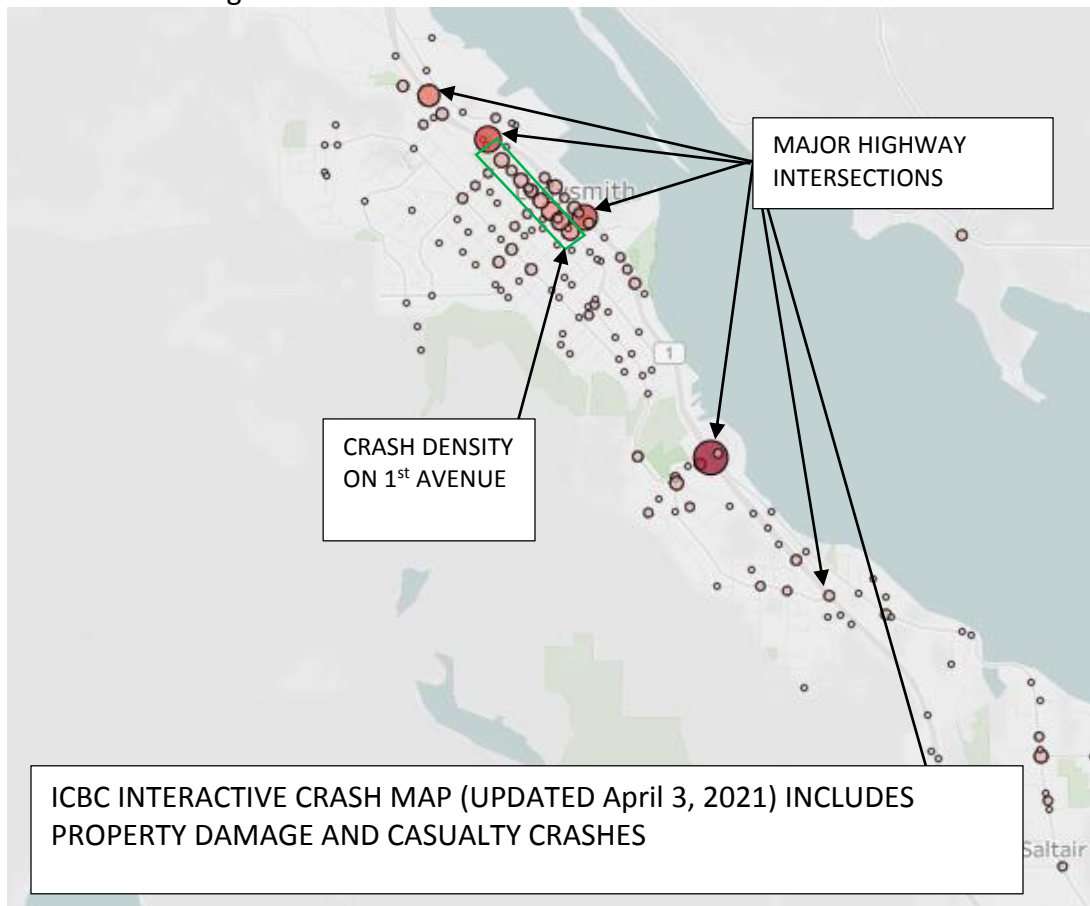 MAJOR HIGHWAY
INTERSECTIONS
smith
1
CRASH DENSITY
ON 1st AVENUE
ICBC INTERACTIVE CRASH MAP (UPDATED April 3, 2021) INCLUDES
PROPERTY DAMAGE AND CASUALTY CRASHES
Saltair